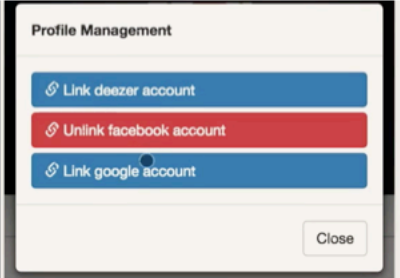 Profile Management
Link deezer account
Unlink facebook account
Link google account
Close